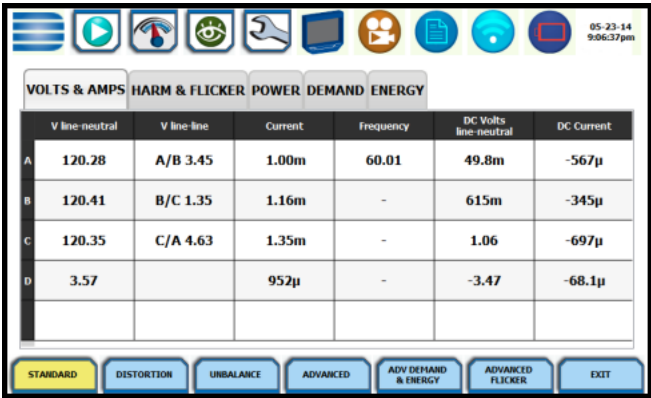 05-23-14
9:06:37pm
VOLTS & AMPS HARM & FLICKER POWER DEMAND ENERGY
V line-neutral V line-line Current Frequency DC Volts line-neutral DC Current
A 120.28 A/B 3.45 1.00m 60.01 49.8m -567µ
B 120.41 B/C 1.35 1.16m - 615m -345µ
C 120.35 C/A 4.63 1.35m - 1.06 -697µ
D 3.57 952µ - -3.47 -68.1µ
STANDARD DISTORTION UNBALANCE ADVANCED ADV DEMAND & ENERGY ADVANCED FLICKER EXIT